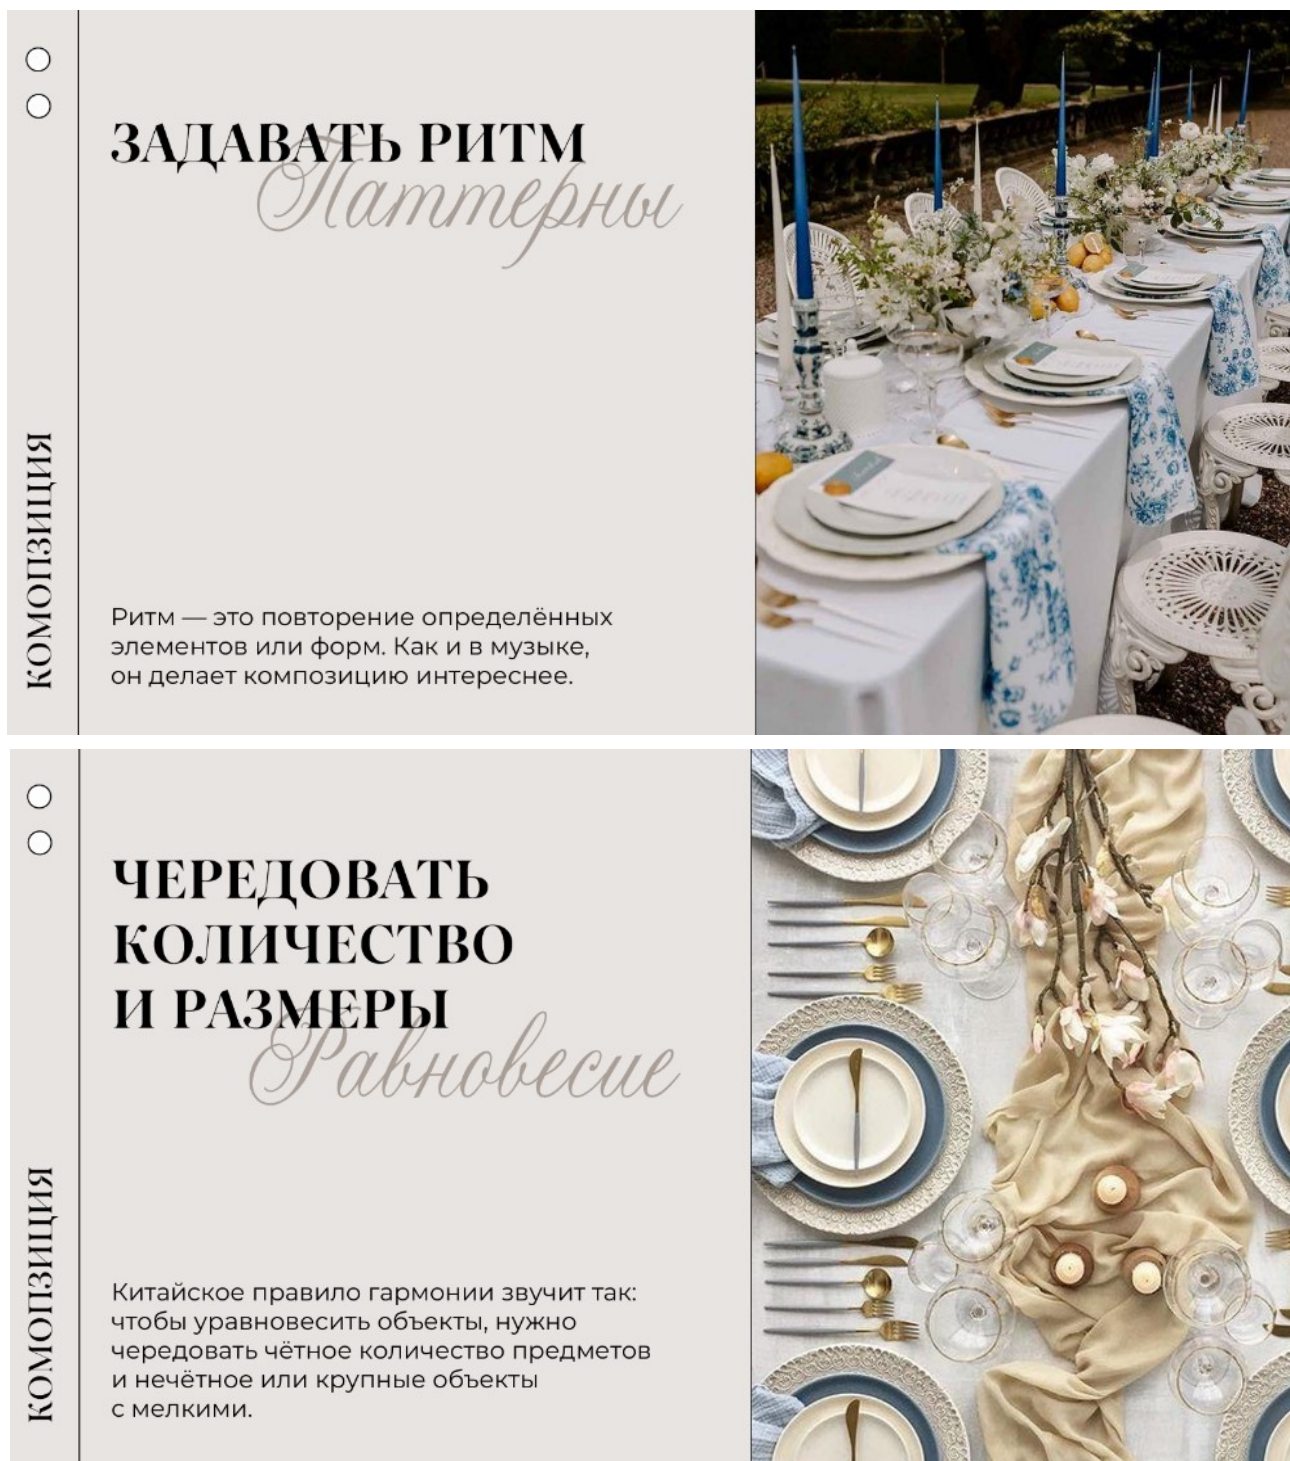 ЗАДАВАТЬ РИТМ
Паттерны
КОМОПЗИЦИЯ
Ритм — это повторение определённых
элементов или форм. Как и в музыке,
он делает композицию интереснее.
ЧЕРЕДОВАТЬ
КОЛИЧЕСТВО
И РАЗМЕРЫ
Равновесие
КОМОПЗИЦИЯ
Китайское правило гармонии звучит так:
чтобы уравновесить объекты, нужно
чередовать чётное количество предметов
и нечётное или крупные объекты
с мелкими.